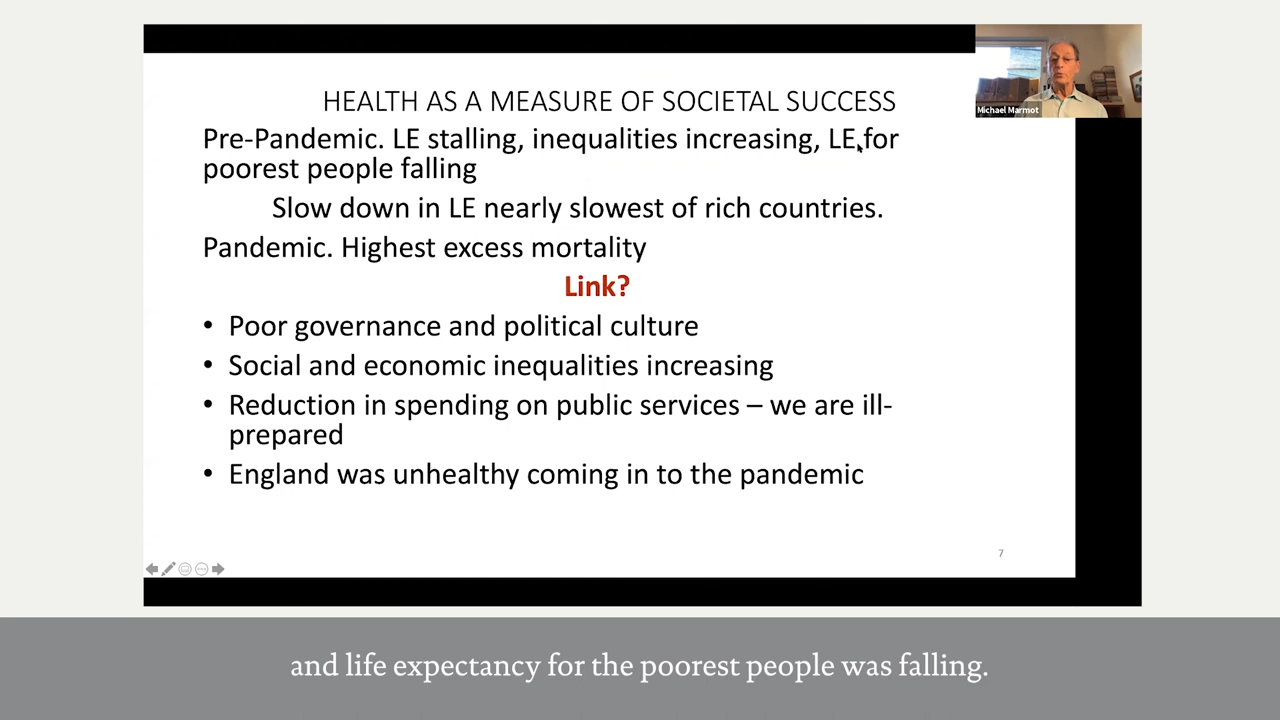 HEALTH AS A MEASURE OF SOCIETAL SUCCESS
Michael Marmot
Pre-Pandemic. LE stalling, inequalities increasing, LE for
poorest people falling
Slow down in LE nearly slowest of rich countries.
Pandemic. Highest excess mortality
Link?
• Poor governance and political culture
• Social and economic inequalities increasing
• Reduction in spending on public services – we are ill-
prepared
• England was unhealthy coming in to the pandemic
7
and life expectancy for the poorest people was falling.